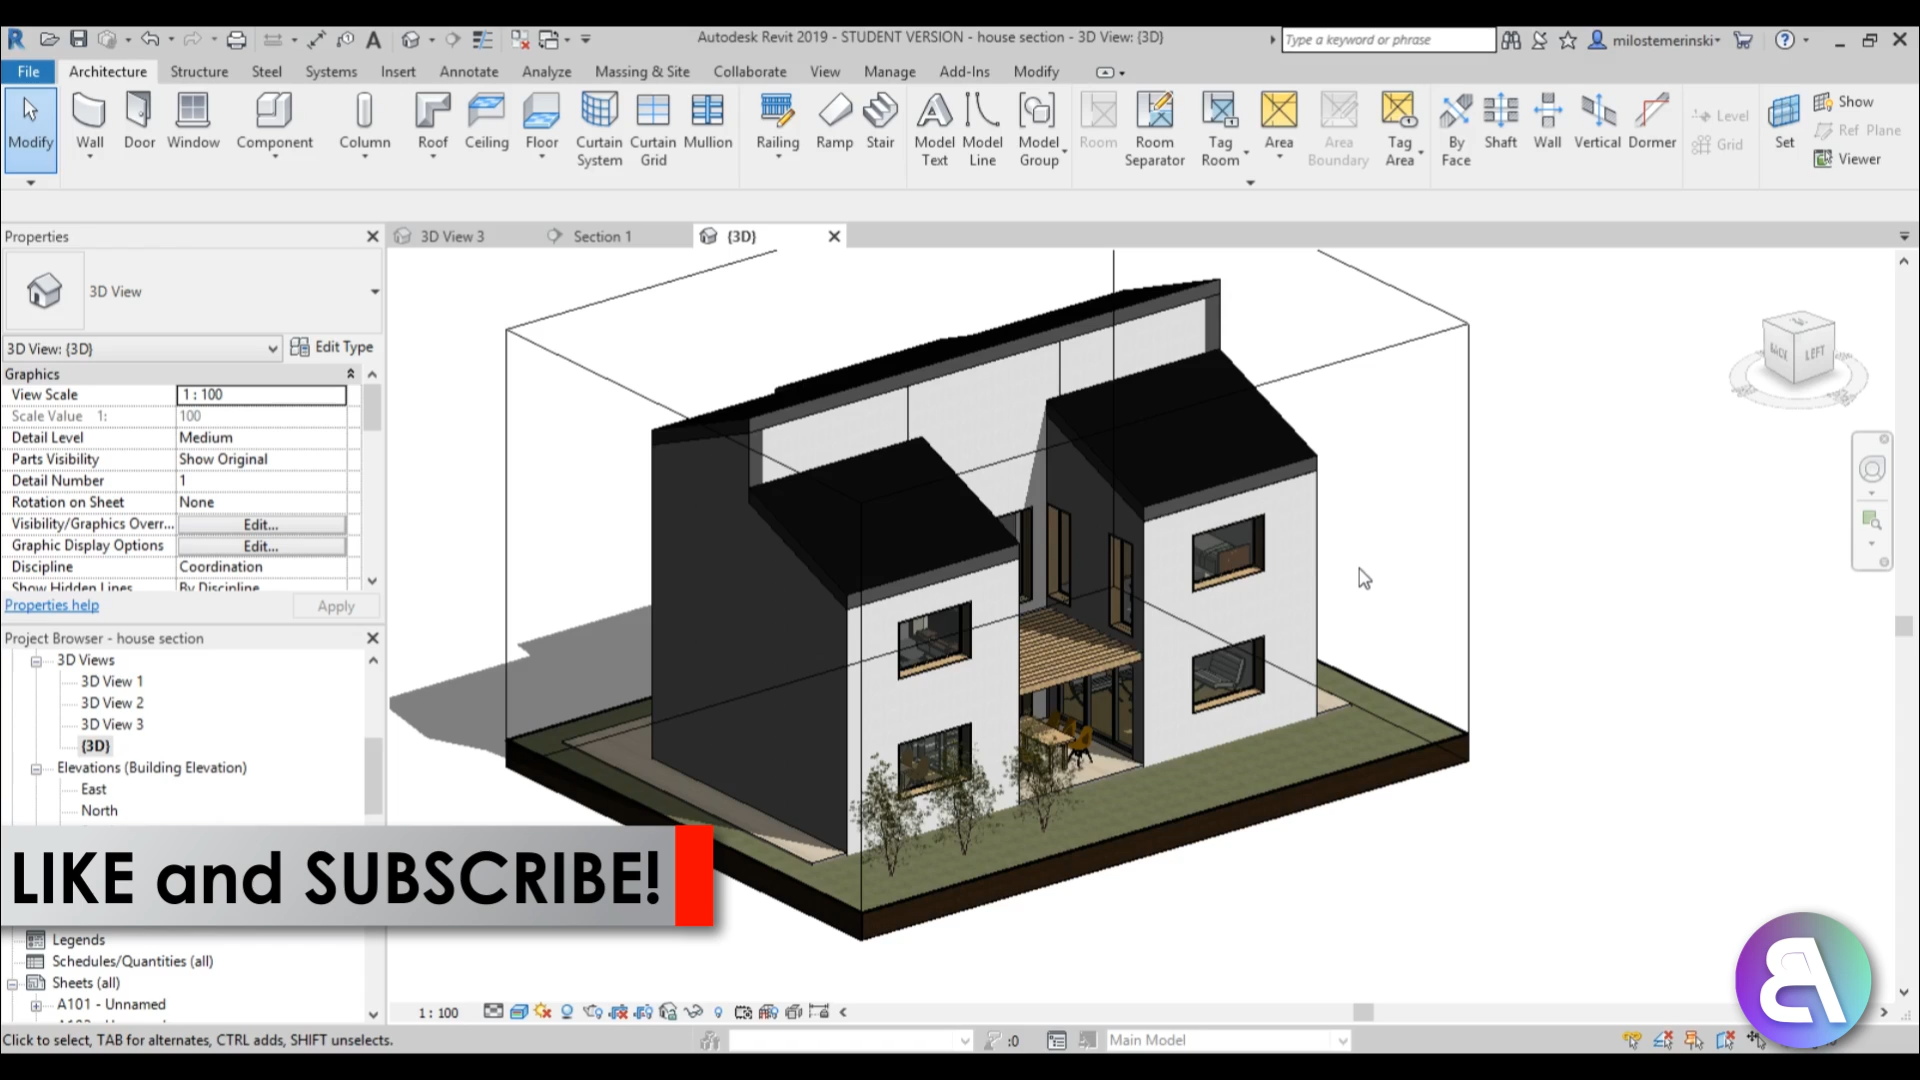 Autodesk Revit 2019 - STUDENT VERSION - house section - 3D View: {3D}
Type a keyword or phrase
milostemerinski
File Architecture Structure Steel Systems Insert Annotate Analyze Massing & Site Collaborate View Manage Add-Ins Modify
Modify
Wall
Door
Window
Component
Column
Roof
Ceiling
Floor
Curtain System
Curtain Grid
Mullion
Railing
Ramp
Stair
Model Text
Model Line
Model Group
Room
Room Separator
Tag Room
Area
Area Boundary
Tag Area
By Face
Shaft
Wall
Vertical
Dormer
Level
Grid
Set
Show
Ref Plane
Viewer
Properties
3D View 3
Section 1
{3D}
3D View
3D View: {3D}
Edit Type
Graphics
View Scale 1 : 100
Scale Value 1: 100
Detail Level Medium
Parts Visibility Show Original
Detail Number 1
Rotation on Sheet None
Visibility/Graphics Overr... Edit...
Graphic Display Options Edit...
Discipline Coordination
Show Hidden Lines By Discipline
Properties help
Apply
BACK
LEFT
Project Browser - house section
3D Views
3D View 1
3D View 2
3D View 3
{3D}
Elevations (Building Elevation)
East
North
LIKE and SUBSCRIBE!
Legends
Schedules/Quantities (all)
Sheets (all)
A101 - Unnamed
1 : 100
Click to select, TAB for alternates, CTRL adds, SHIFT unselects.
:0
Main Model